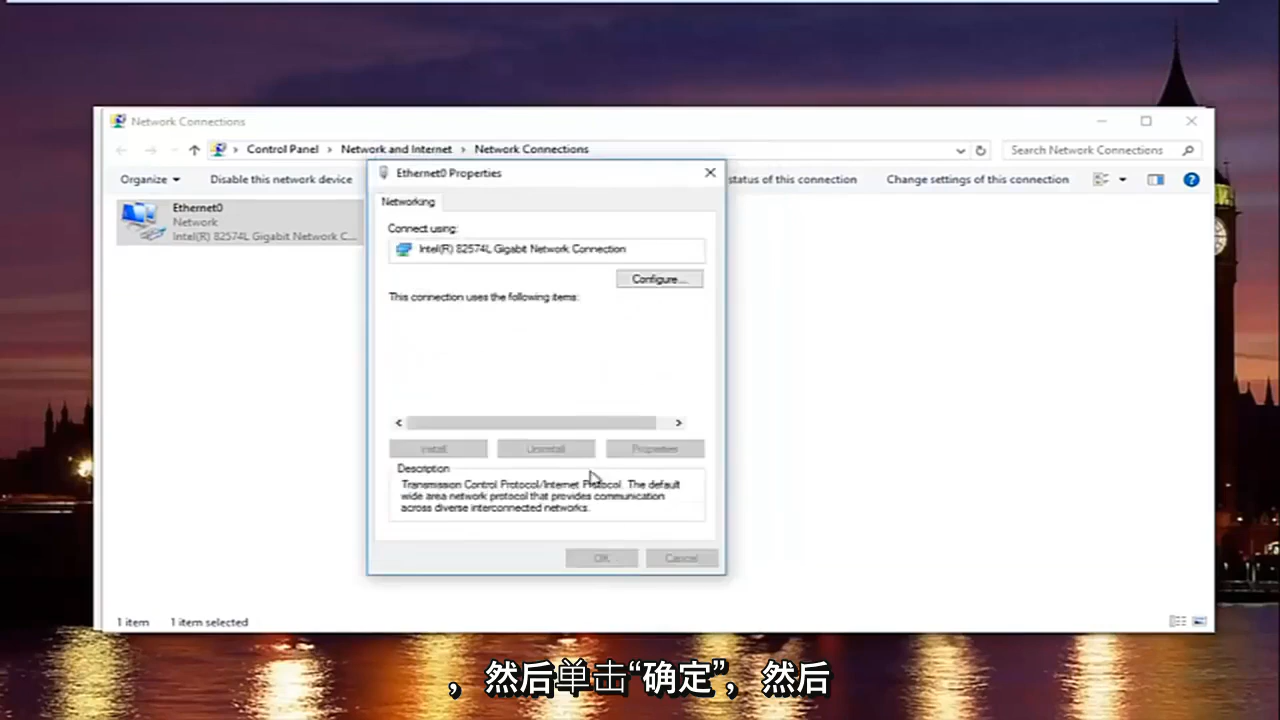 Network Connections
Control Panel > Network and Internet > Network Connections
Search Network Connections
Organize
Disable this network device
status of this connection
Change settings of this connection
Ethernet0
Network
Intel(R) 82574L Gigabit Network C...
Ethernet0 Properties
Networking
Connect using:
Intel(R) 82574L Gigabit Network Connection
Configure...
This connection uses the following items:
Install
Uninstall
Properties
Description
Transmission Control Protocol/Internet Protocol. The default
wide area network protocol that provides communication
across diverse interconnected networks.
OK
Cancel
1 item
1 item selected
，然后单击“确定”，然后